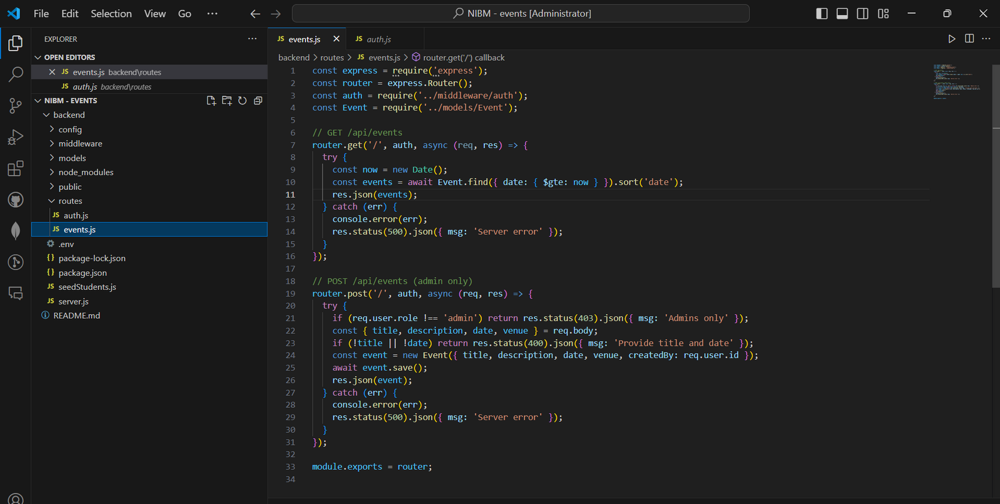 File Edit Selection View Go ···
NIBM - events [Administrator]
EXPLORER ···
OPEN EDITORS
JS events.js backend\routes
JS auth.js backend\routes
NIBM - EVENTS
backend
config
middleware
models
node_modules
public
routes
JS auth.js
JS events.js
.env
{} package-lock.json
{} package.json
JS seedStudents.js
JS server.js
README.md
JS events.js
JS auth.js
backend > routes > JS events.js > router.get('/') callback
1 const express = require('express');
2 const router = express.Router();
3 const auth = require('../middleware/auth');
4 const Event = require('../models/Event');
5
6 // GET /api/events
7 router.get('/', auth, async (req, res) => {
8 try {
9 const now = new Date();
10 const events = await Event.find({ date: { $gte: now } }).sort('date');
11 res.json(events);
12 } catch (err) {
13 console.error(err);
14 res.status(500).json({ msg: 'Server error' });
15 }
16 });
17
18 // POST /api/events (admin only)
19 router.post('/', auth, async (req, res) => {
20 try {
21 if (req.user.role !== 'admin') return res.status(403).json({ msg: 'Admins only' });
22 const { title, description, date, venue } = req.body;
23 if (!title || !date) return res.status(400).json({ msg: 'Provide title and date' });
24 const event = new Event({ title, description, date, venue, createdBy: req.user.id });
25 await event.save();
26 res.json(event);
27 } catch (err) {
28 console.error(err);
29 res.status(500).json({ msg: 'Server error' });
30 }
31 });
32
33 module.exports = router;
34